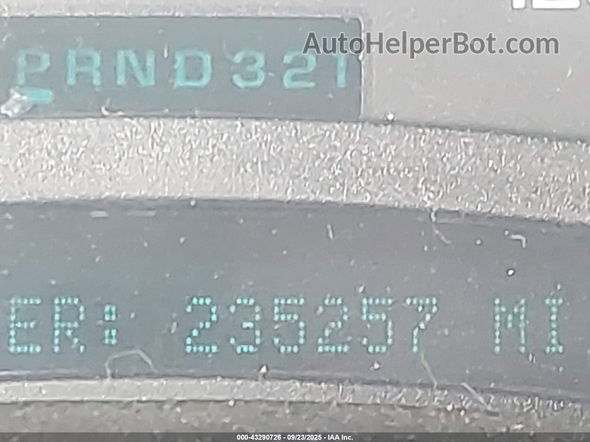 AutoHelperBot.com
PRND321
ER: 235257 MI
000-43290726 - 09/23/2025 - IAA Inc.